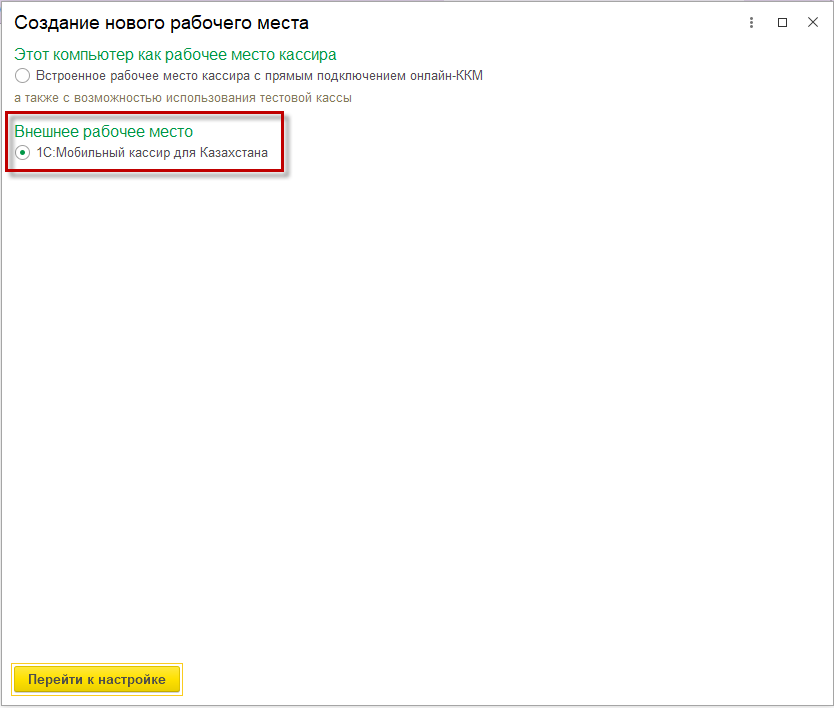 Создание нового рабочего места
Этот компьютер как рабочее место кассира
Встроенное рабочее место кассира с прямым подключением онлайн-ККМ
а также с возможностью использования тестовой кассы
Внешнее рабочее место
1С:Мобильный кассир для Казахстана
Перейти к настройке